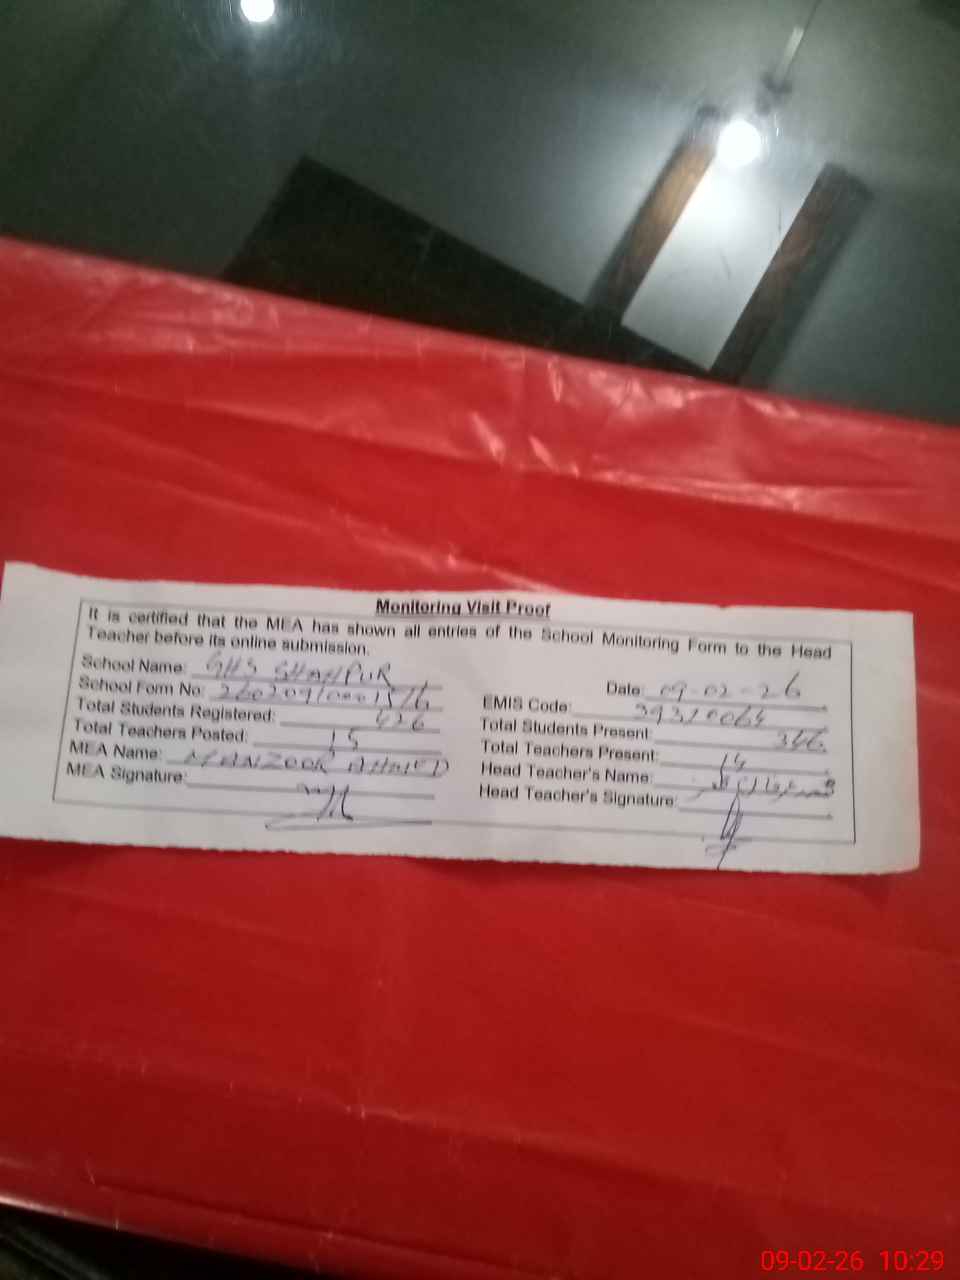 Monitoring Visit Proof
It is certified that the MEA has shown all entries of the School Monitoring Form to the Head
Teacher before its online submission.
School Name: GHS SHAHPUR
Date: 09-02-26
School Form No:
EMIS Code: 39320064
Total Students Registered: 426
Total Students Present: 346
Total Teachers Posted: 15
Total Teachers Present: 14
MEA Name: MANZOOR AHMED
Head Teacher's Name:
MEA Signature:
Head Teacher's Signature:
09-02-26 10:29